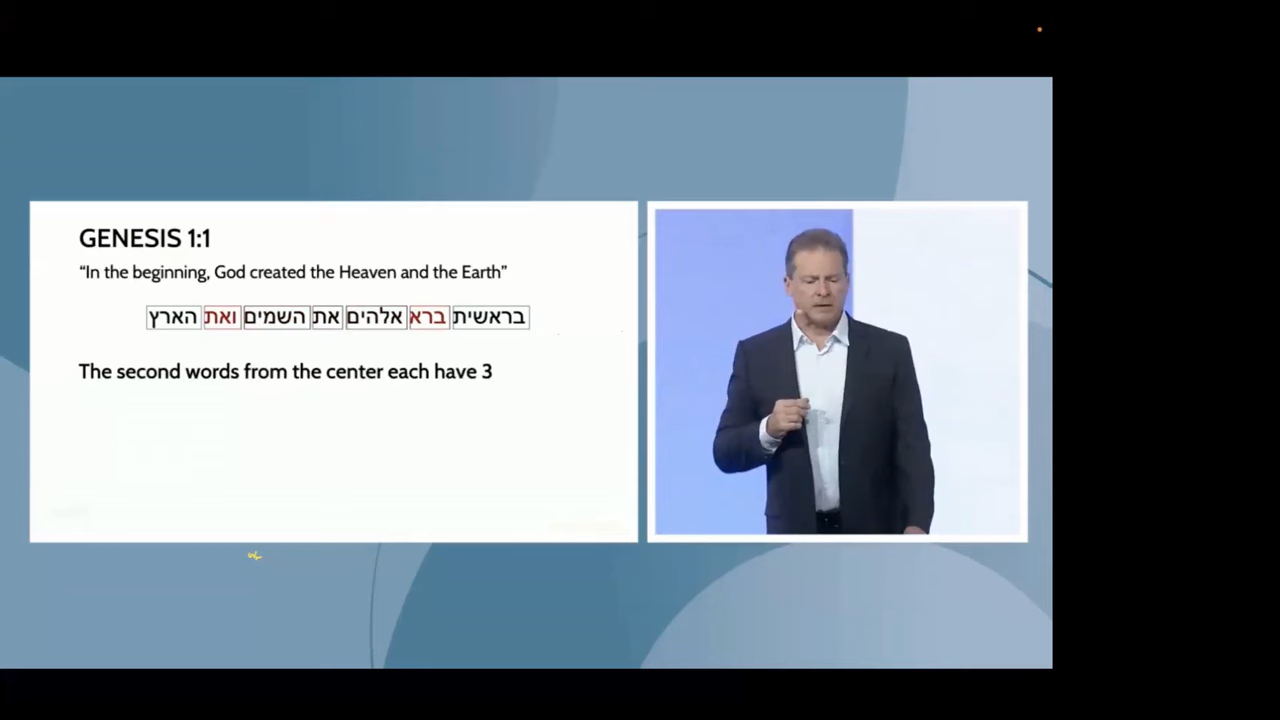 GENESIS 1:1
“In the beginning, God created the Heaven and the Earth”
בראשית ברא אלהים את השמים ואת הארץ
The second words from the center each have 3